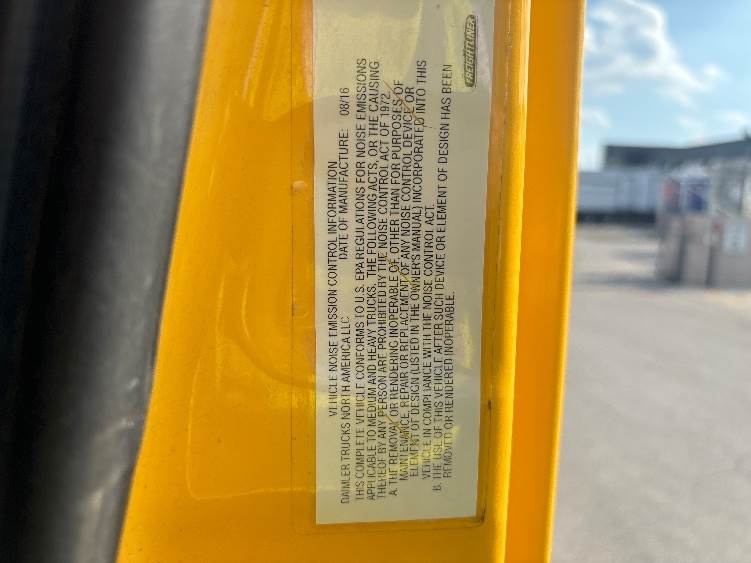 VEHICLE NOISE EMISSION CONTROL INFORMATION
DAIMLER TRUCKS NORTH AMERICA LLC DATE OF MANUFACTURE: 08/16
THIS COMPLETE VEHICLE CONFORMS TO U.S. EPA REGULATIONS FOR NOISE EMISSIONS
APPLICABLE TO MEDIUM AND HEAVY TRUCKS. THE FOLLOWING ACTS, OR THE CAUSING
THEREOF BY ANY PERSON ARE PROHIBITED BY THE NOISE CONTROL ACT OF 1972.
A. THE REMOVAL OR RENDERING INOPERABLE OF, OTHER THAN FOR PURPOSES OF
MAINTENANCE, REPAIR OR REPLACTMENT OF ANY NOISE CONTROL DEVICE OR
ELEMENT OF DESIGN (LISTED IN THE OWNER'S MANUAL) INCORPORATED INTO THIS
VEHICLE IN COMPLIANCE WITH THE NOISE CONTROL ACT.
B. THE USE OF THIS VEHICLE AFTER SUCH DEVICE OR ELEMENT OF DESIGN HAS BEEN
REMOVED OR RENDERED INOPERABLE.
FREIGHTLINER